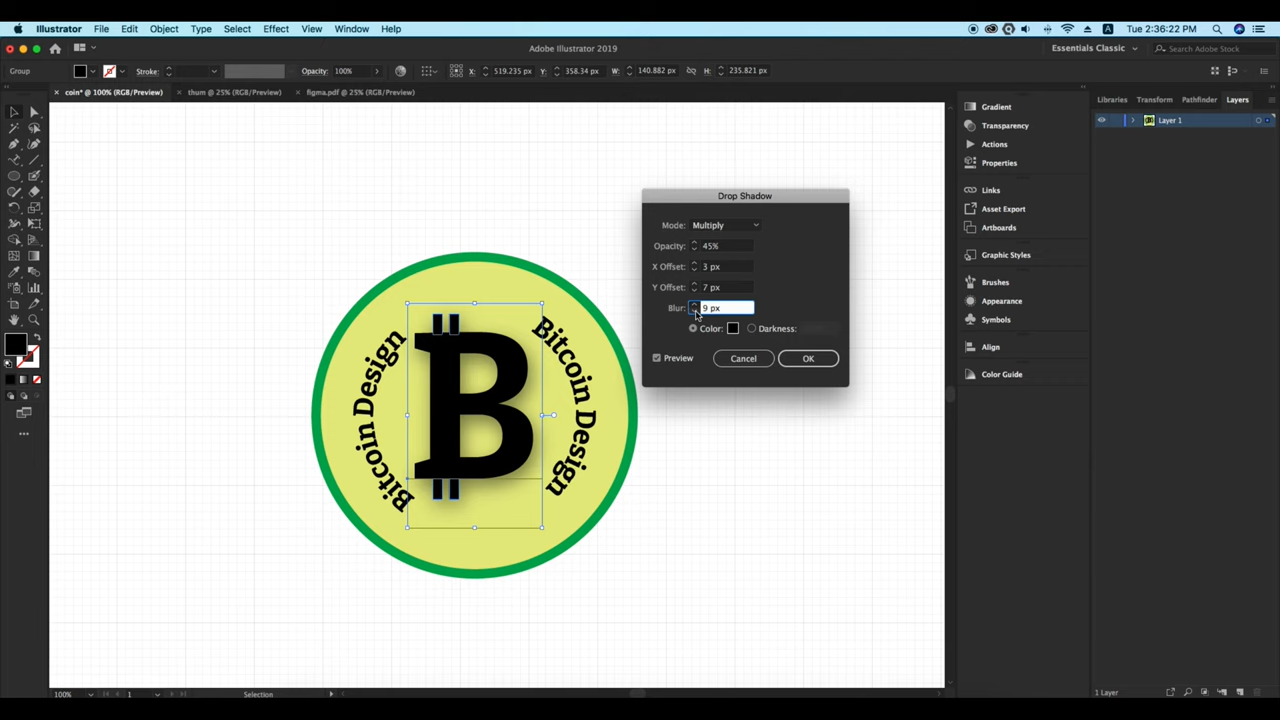 Illustrator File Edit Object Type Select Effect View Window Help
A Tue 2:36:22
Adobe Illustrator 2019
Essentials Classic
Search Adobe Stock
Group Stroke: Opacity: 100% X: 519.235 px Y: 358.34 px W: 140.882 px H: 235.821 px
× coin* @ 100% (RGB/Preview) × thum @ 25% (RGB/Preview) × figma.pdf @ 25% (RGB/Preview)
Libraries Transform Pathfinder Layers
Layer 1
Gradient
Transparency
Actions
Properties
Links
Asset Export
Artboards
Graphic Styles
Brushes
Appearance
Symbols
Align
Color Guide
Drop Shadow
Mode: Multiply
Opacity: 45%
X Offset: 3 px
Y Offset: 7 px
Blur: 9 px
Color: Darkness:
Preview Cancel OK
Bitcoin Design
B
Bitcoin Design
100% 1 Selection
1 Layer